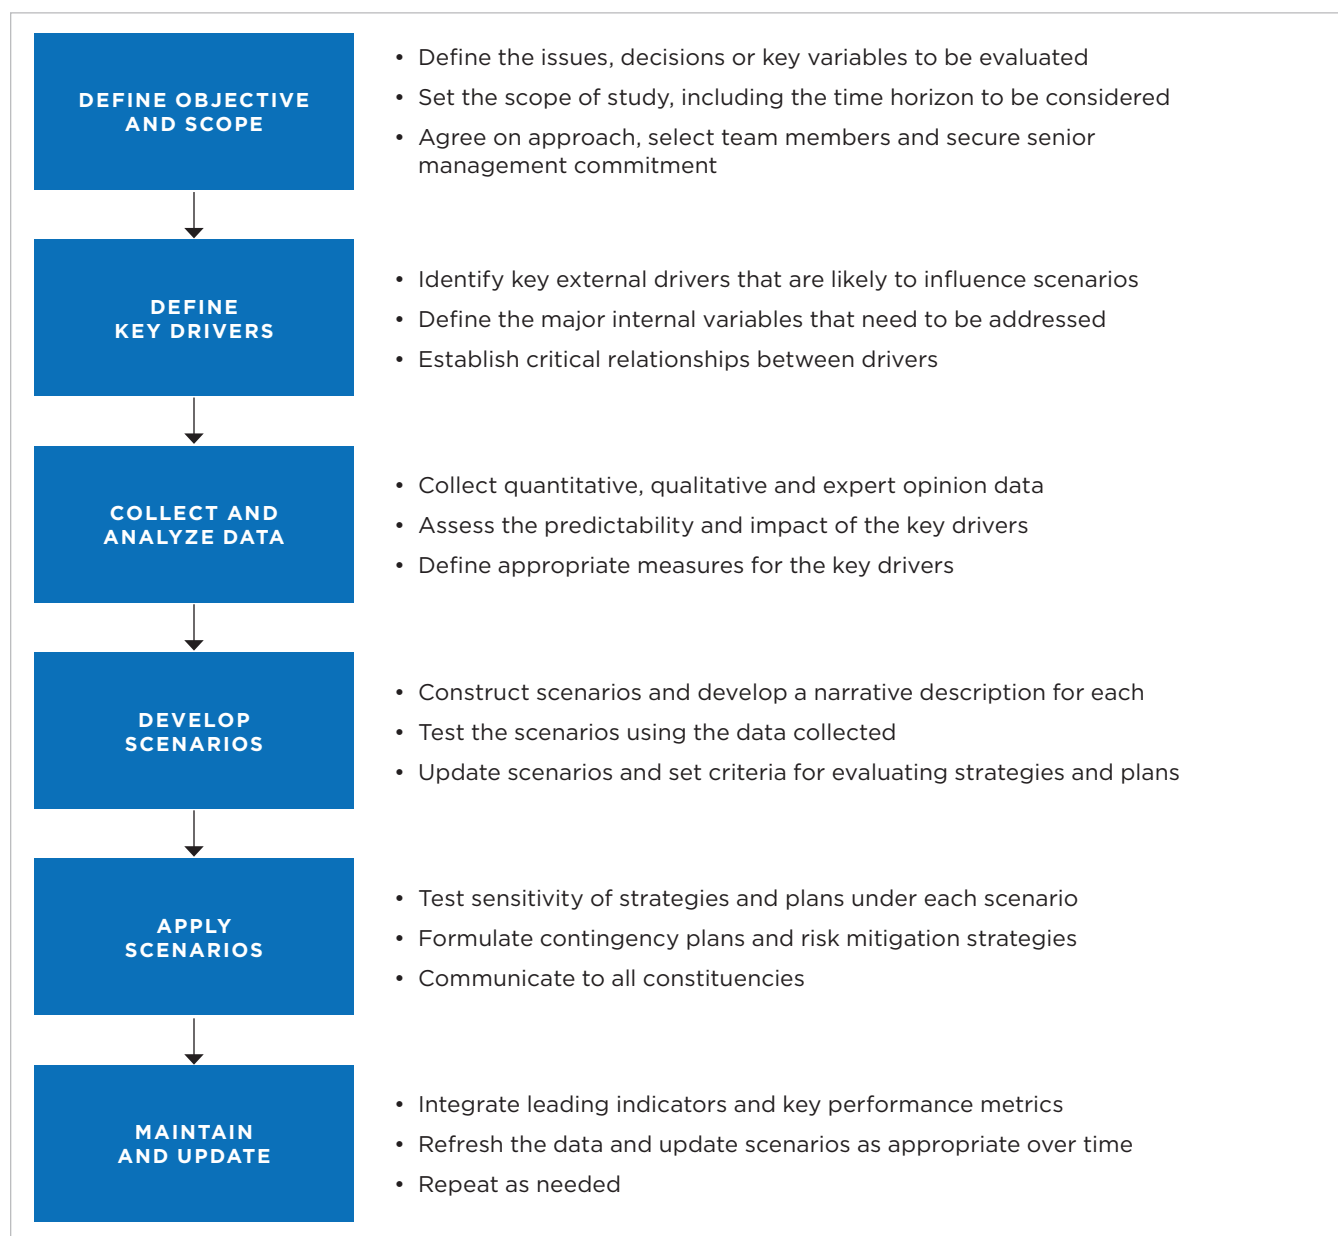 DEFINE OBJECTIVE
AND SCOPE
• Define the issues, decisions or key variables to be evaluated
• Set the scope of study, including the time horizon to be considered
• Agree on approach, select team members and secure senior
management commitment
DEFINE
KEY DRIVERS
• Identify key external drivers that are likely to influence scenarios
• Define the major internal variables that need to be addressed
• Establish critical relationships between drivers
COLLECT AND
ANALYZE DATA
• Collect quantitative, qualitative and expert opinion data
• Assess the predictability and impact of the key drivers
• Define appropriate measures for the key drivers
DEVELOP
SCENARIOS
• Construct scenarios and develop a narrative description for each
• Test the scenarios using the data collected
• Update scenarios and set criteria for evaluating strategies and plans
APPLY
SCENARIOS
• Test sensitivity of strategies and plans under each scenario
• Formulate contingency plans and risk mitigation strategies
• Communicate to all constituencies
MAINTAIN
AND UPDATE
• Integrate leading indicators and key performance metrics
• Refresh the data and update scenarios as appropriate over time
• Repeat as needed